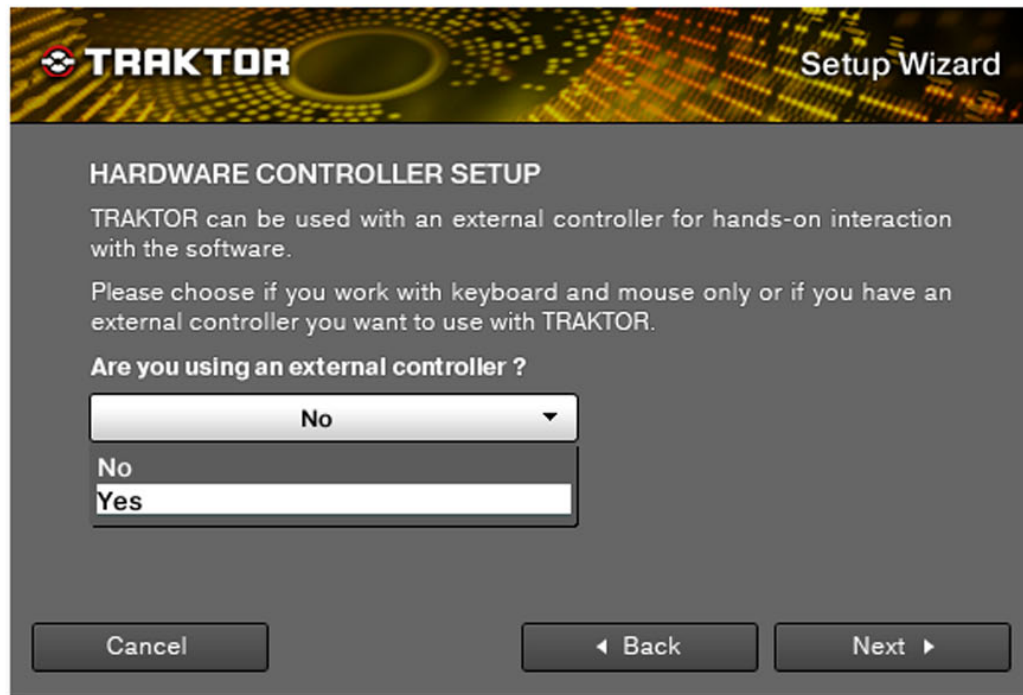 TRAKTOR
Setup Wizard
HARDWARE CONTROLLER SETUP
TRAKTOR can be used with an external controller for hands-on interaction
with the software.
Please choose if you work with keyboard and mouse only or if you have an
external controller you want to use with TRAKTOR.
Are you using an external controller ?
No
No
Yes
Cancel
Back
Next